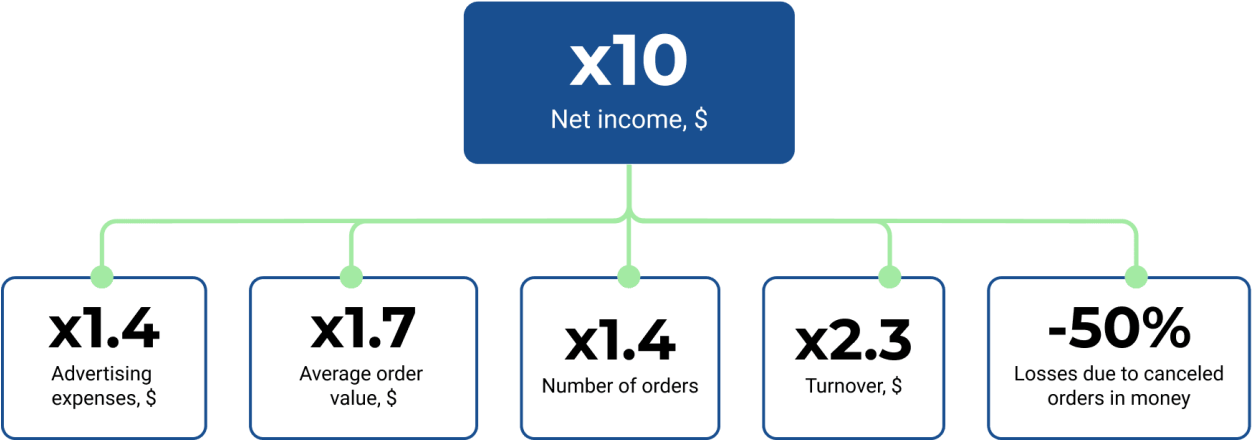 x10
Net income, $
x1.4
Advertising
expenses, $
x1.7
Average order
value, $
x1.4
Number of orders
x2.3
Turnover, $
-50%
Losses due to canceled
orders in money